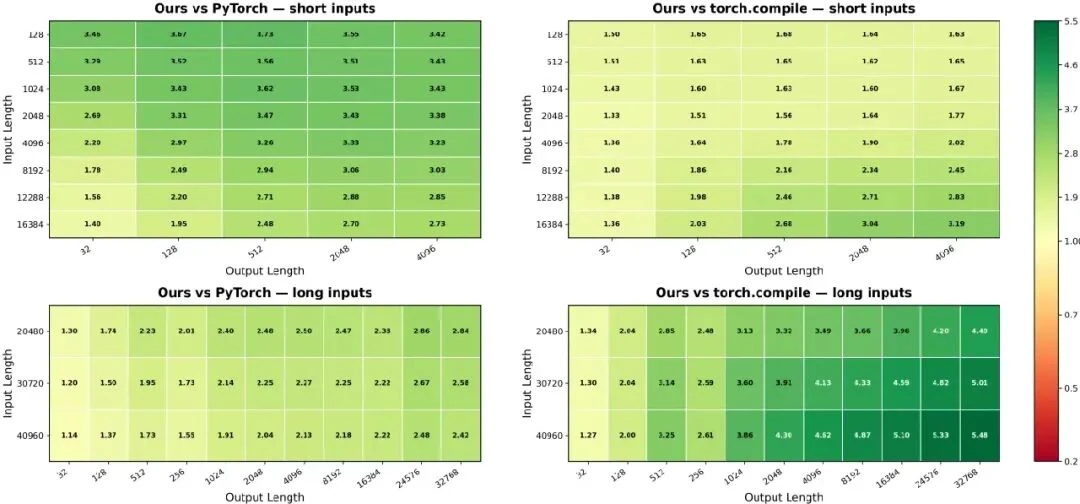 Ours vs PyTorch — short inputs
128 3.46 3.67 3.73 3.55 3.42
512 3.29 3.52 3.56 3.51 3.43
1024 3.08 3.43 3.62 3.53 3.43
2048 2.69 3.31 3.47 3.43 3.38
4096 2.20 2.97 3.26 3.33 3.23
8192 1.78 2.49 2.94 3.06 3.03
12288 1.56 2.20 2.71 2.88 2.85
16384 1.40 1.95 2.48 2.70 2.73
32 128 512 2048 4096
Input Length
Output Length
Ours vs torch.compile — short inputs
128 1.50 1.65 1.68 1.64 1.63
512 1.51 1.63 1.65 1.62 1.65
1024 1.43 1.60 1.63 1.60 1.67
2048 1.33 1.51 1.56 1.64 1.77
4096 1.36 1.64 1.78 1.90 2.02
8192 1.40 1.86 2.16 2.34 2.45
12288 1.38 1.98 2.46 2.71 2.83
16384 1.36 2.03 2.68 3.04 3.19
32 128 512 2048 4096
Input Length
Output Length
Ours vs PyTorch — long inputs
20480 1.30 1.74 2.23 2.01 2.40 2.48 2.50 2.47 2.33 2.86 2.84
30720 1.20 1.50 1.95 1.73 2.14 2.25 2.27 2.25 2.22 2.67 2.58
40960 1.14 1.37 1.73 1.55 1.91 2.04 2.13 2.18 2.22 2.48 2.42
32 128 512 256 1024 2048 4096 8192 16384 24576 32768
Input Length
Output Length
Ours vs torch.compile — long inputs
20480 1.34 2.04 2.85 2.48 3.13 3.32 3.49 3.66 3.96 4.20 4.40
30720 1.30 2.04 3.14 2.59 3.60 3.91 4.13 4.33 4.59 4.82 5.01
40960 1.27 2.00 3.25 2.61 3.86 4.30 4.62 4.87 5.10 5.33 5.48
32 128 512 256 1024 2048 4096 8192 16384 24576 32768
Input Length
Output Length
5.5
4.6
3.7
2.8
1.9
1.00
0.7
0.5
0.2